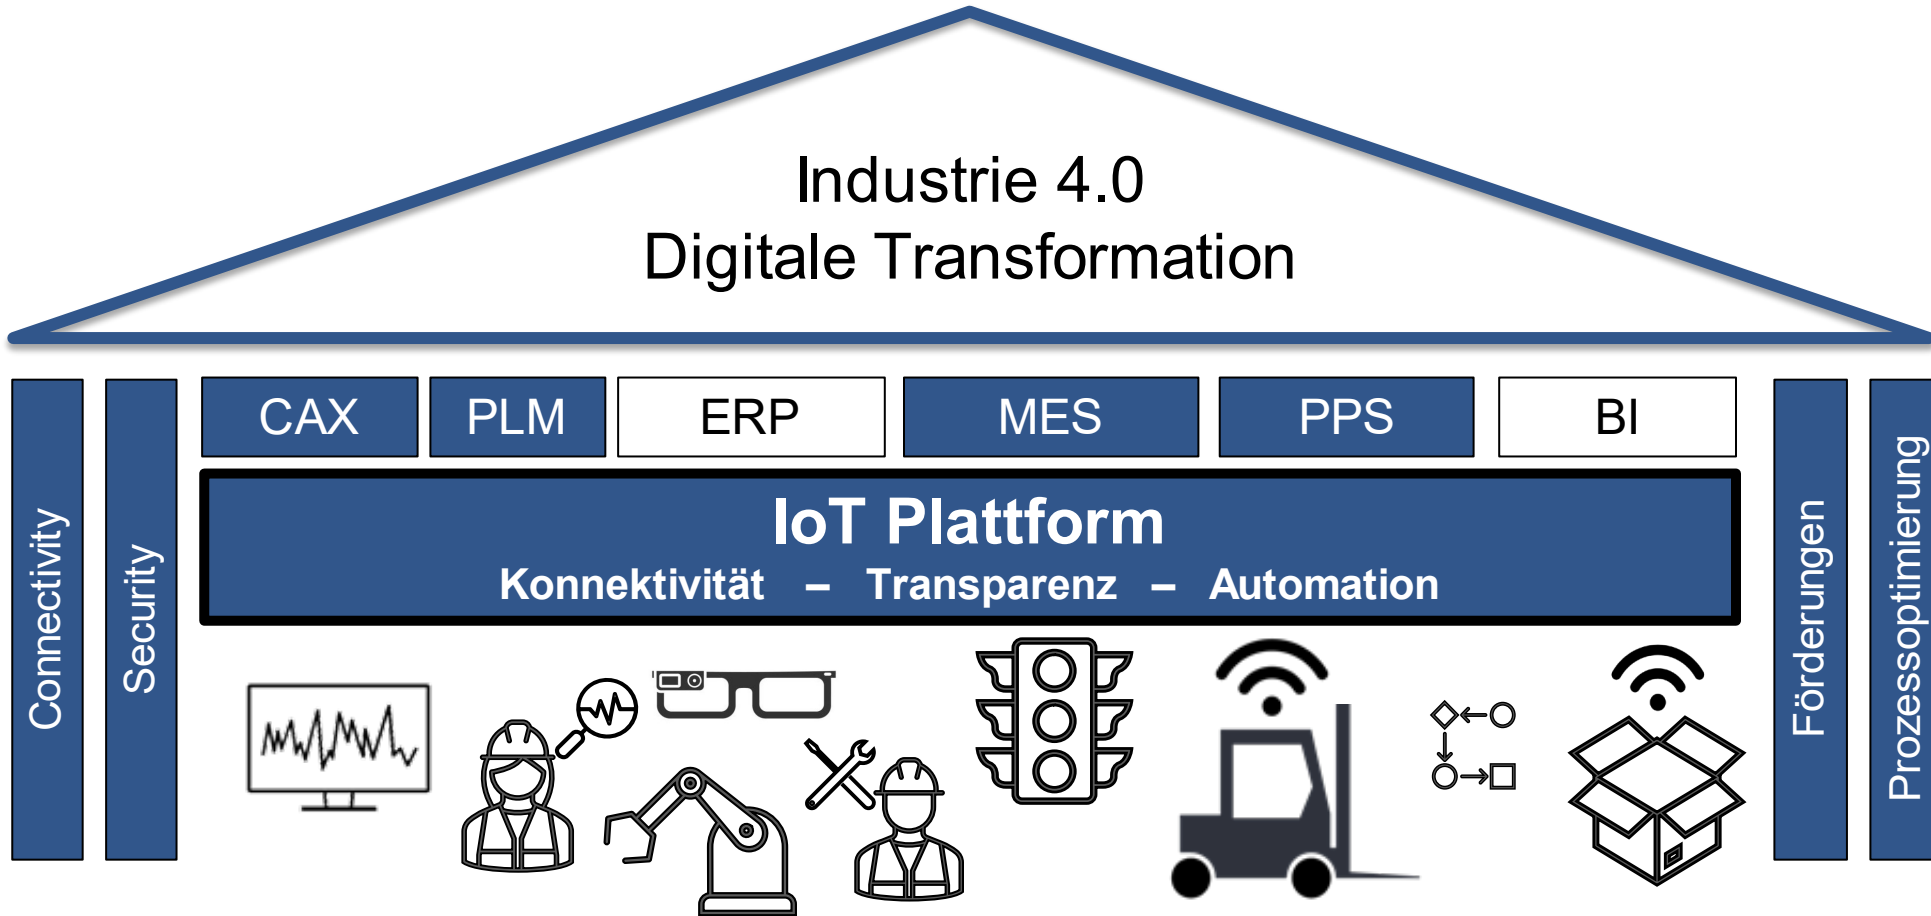 Industrie 4.0
Digitale Transformation
Connectivity
Security
CAX
PLM
ERP
MES
PPS
BI
IoT Plattform
Konnektivität – Transparenz – Automation
Förderungen
Prozessoptimierung